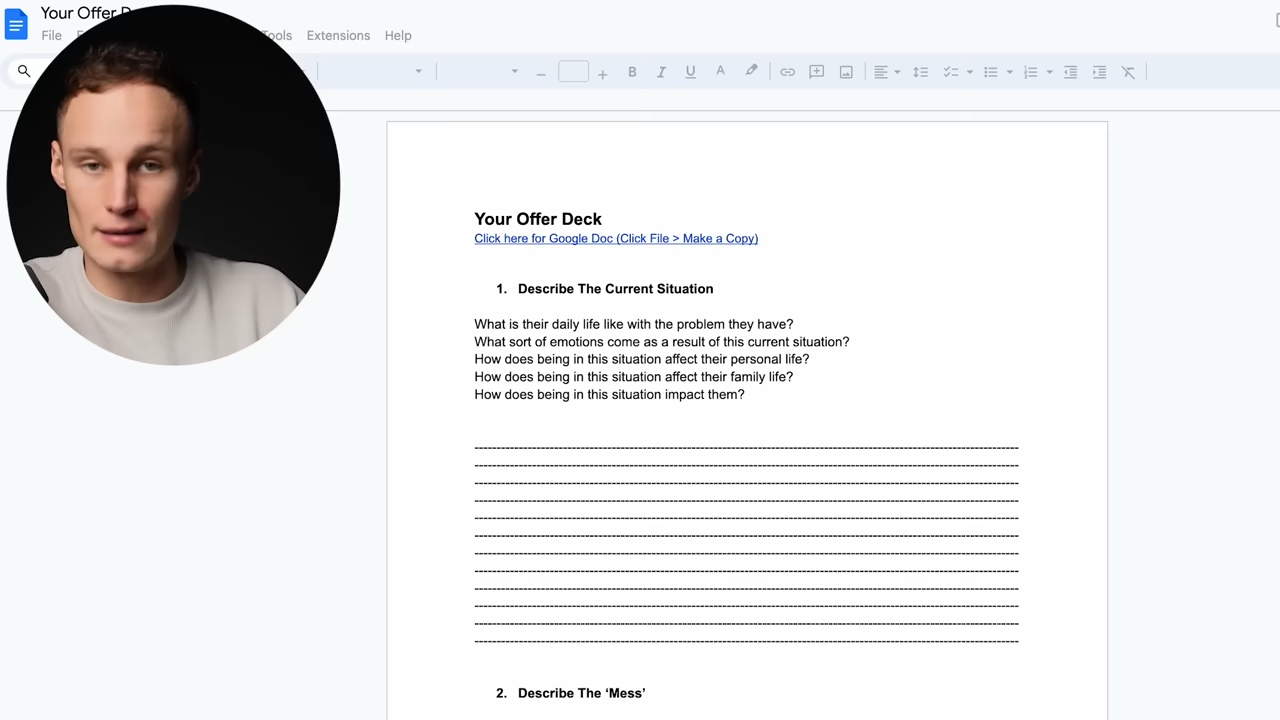 Your Offer D
File
Tools
Extensions
Help
Your Offer Deck
Click here for Google Doc (Click File > Make a Copy)
1. Describe The Current Situation
What is their daily life like with the problem they have?
What sort of emotions come as a result of this current situation?
How does being in this situation affect their personal life?
How does being in this situation affect their family life?
How does being in this situation impact them?
2. Describe The ‘Mess’